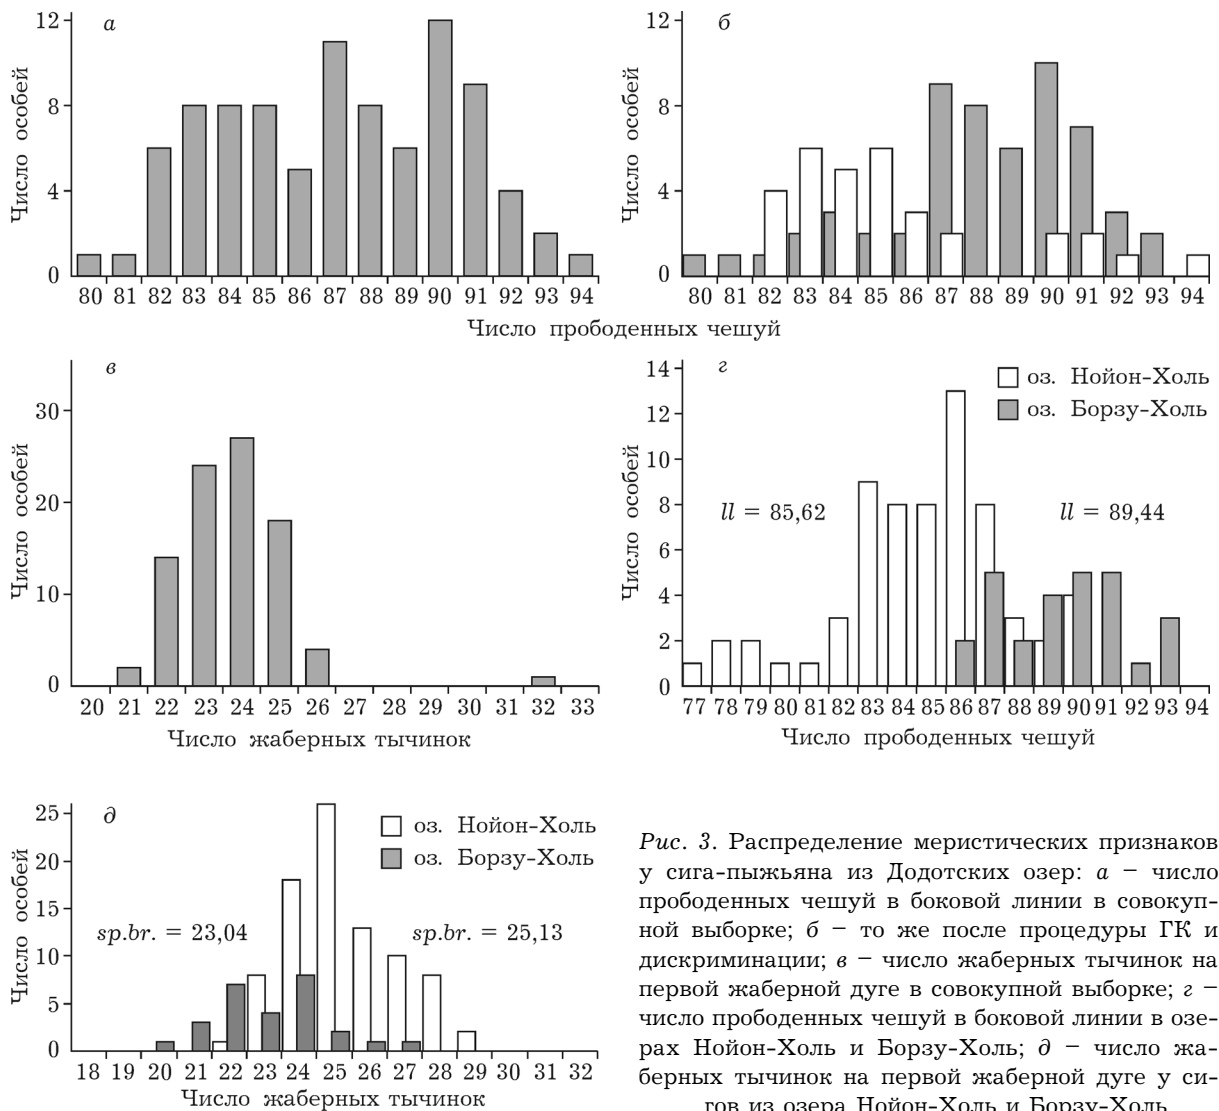 а
б
12
8
4
0
Число особей
80 81 82 83 84 85 86 87 88 89 90 91 92 93 94
12
8
4
0
Число особей
80 81 82 83 84 85 86 87 88 89 90 91 92 93 94
Число прободенных чешуй
в
30
20
10
0
Число особей
20 21 22 23 24 25 26 27 28 29 30 31 32 33
Число жаберных тычинок
г
оз. Нойон-Холь
оз. Борзу-Холь
14
12
10
8
6
4
2
0
Число особей
ll = 85,62
ll = 89,44
77 78 79 80 81 82 83 84 85 86 87 88 89 90 91 92 93 94
Число прободенных чешуй
д
оз. Нойон-Холь
оз. Борзу-Холь
25
20
15
10
5
0
Число особей
sp.br. = 23,04
sp.br. = 25,13
18 19 20 21 22 23 24 25 26 27 28 29 30 31 32
Число жаберных тычинок
Рис. 3. Распределение меристических признаков
у сига-пыжьяна из Додотских озер: а – число
прободенных чешуй в боковой линии в совокуп-
ной выборке; б – то же после процедуры ГК и
дискриминации; в – число жаберных тычинок на
первой жаберной дуге в совокупной выборке; г –
число прободенных чешуй в боковой линии в озе-
рах Нойон-Холь и Борзу-Холь; д – число жа-
берных тычинок на первой жаберной дуге у си-
гов из озера Нойон-Холь и Борзу-Холь